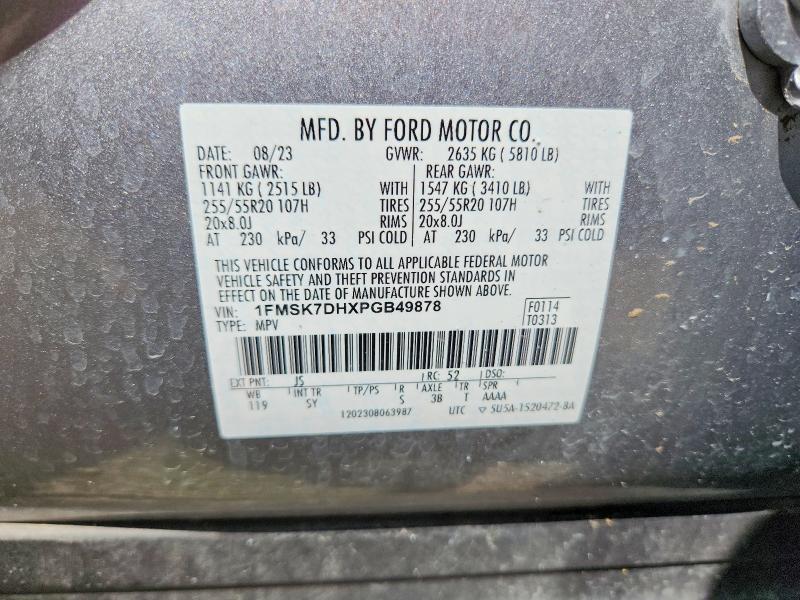 MFD. BY FORD MOTOR CO.
DATE: 08/23 GVWR: 2635 KG ( 5810 LB)
FRONT GAWR: REAR GAWR:
1141 KG ( 2515 LB) WITH 1547 KG ( 3410 LB) WITH
255/55R20 107H TIRES 255/55R20 107H TIRES
20x8.0J RIMS 20x8.0J RIMS
AT 230 kPa/ 33 PSI COLD AT 230 kPa/ 33 PSI COLD
THIS VEHICLE CONFORMS TO ALL APPLICABLE FEDERAL MOTOR
VEHICLE SAFETY AND THEFT PREVENTION STANDARDS IN
EFFECT ON THE DATE OF MANUFACTURE SHOWN ABOVE.
VIN: 1FMSK7DHXPGB49878 F0114
TYPE: MPV T0313
EXT PNT: JS RC: 52 DSO:
WB INT TR TP/PS R AXLE TR SPR
119 SY S 3B T AAAA
1202308063987 UTC ▽ 5U5A-1520472-8A